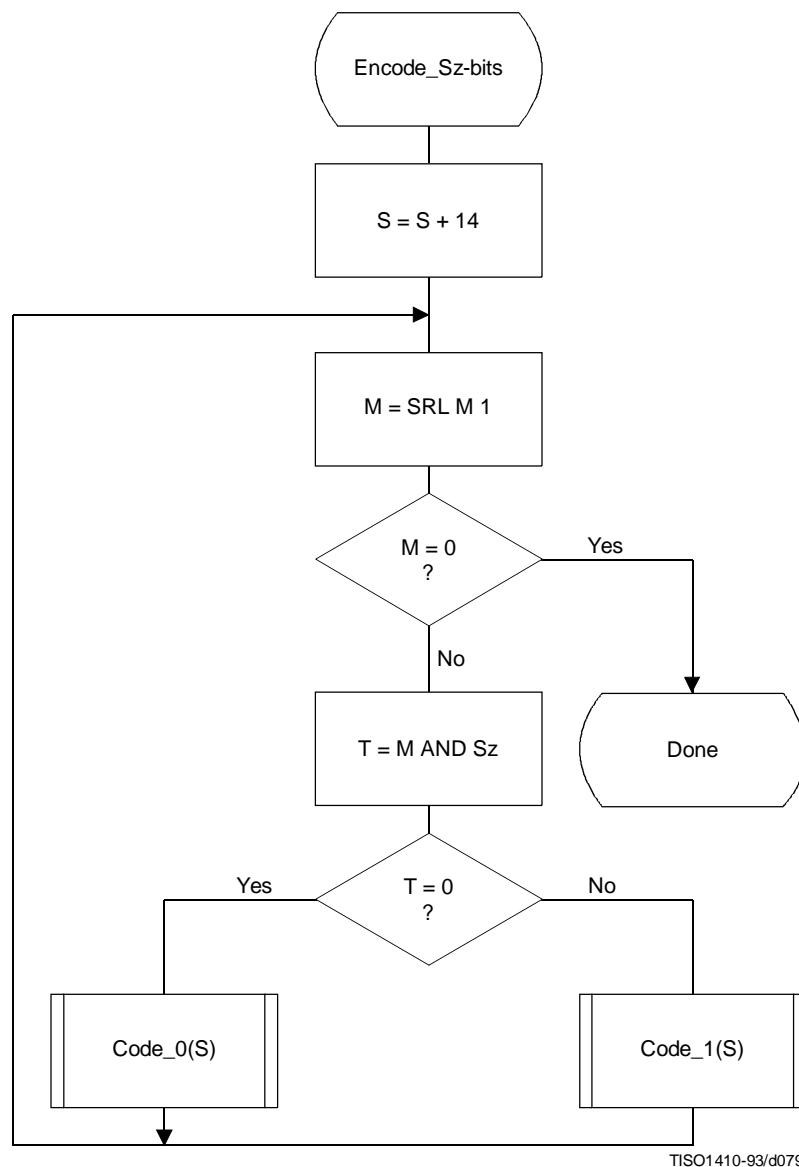 Encode_Sz-bits
S = S + 14
M = SRL M 1
M = 0
?
Yes
No
T = M AND Sz
Done
T = 0
?
Yes
No
Code_0(S)
Code_1(S)
TISO1410-93/d079